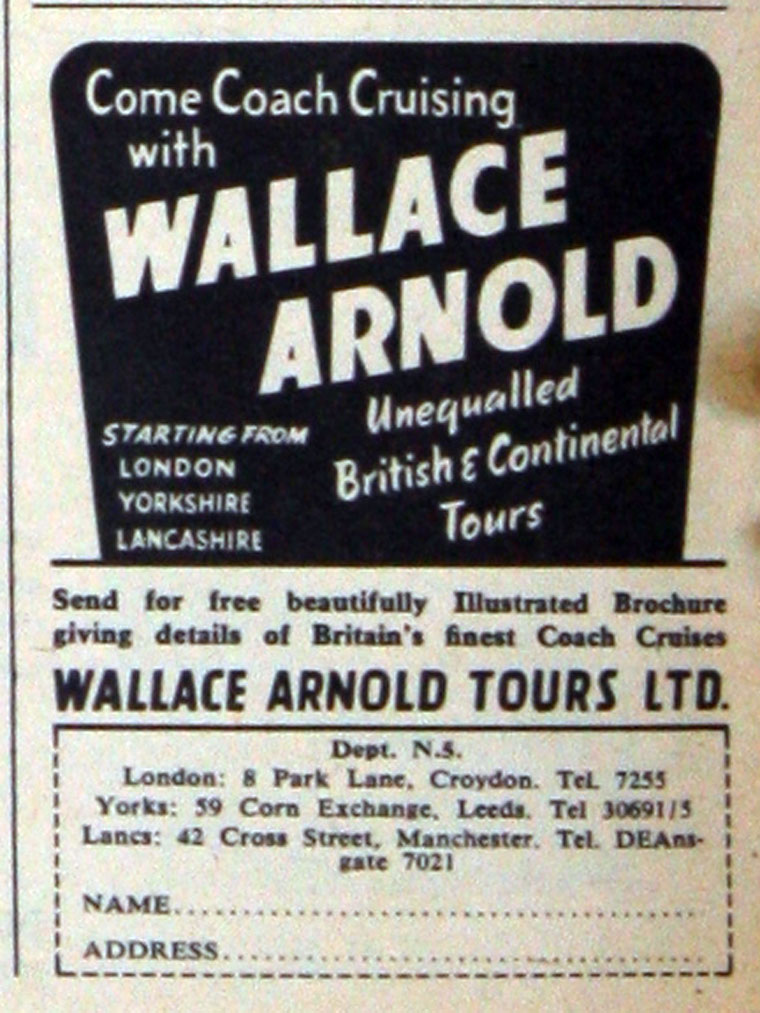 Come Coach Cruising
with
WALLACE
ARNOLD
STARTING FROM
LONDON
YORKSHIRE
LANCASHIRE
Unequalled
British & Continental
Tours
Send for free beautifully Illustrated Brochure
giving details of Britain's finest Coach Cruises
WALLACE ARNOLD TOURS LTD.
Dept. N.S.
London: 8 Park Lane, Croydon. Tel. 7255
Yorks: 59 Corn Exchange, Leeds. Tel 30691/5
Lancs: 42 Cross Street, Manchester. Tel. DEAns-
gate 7021
NAME
ADDRESS